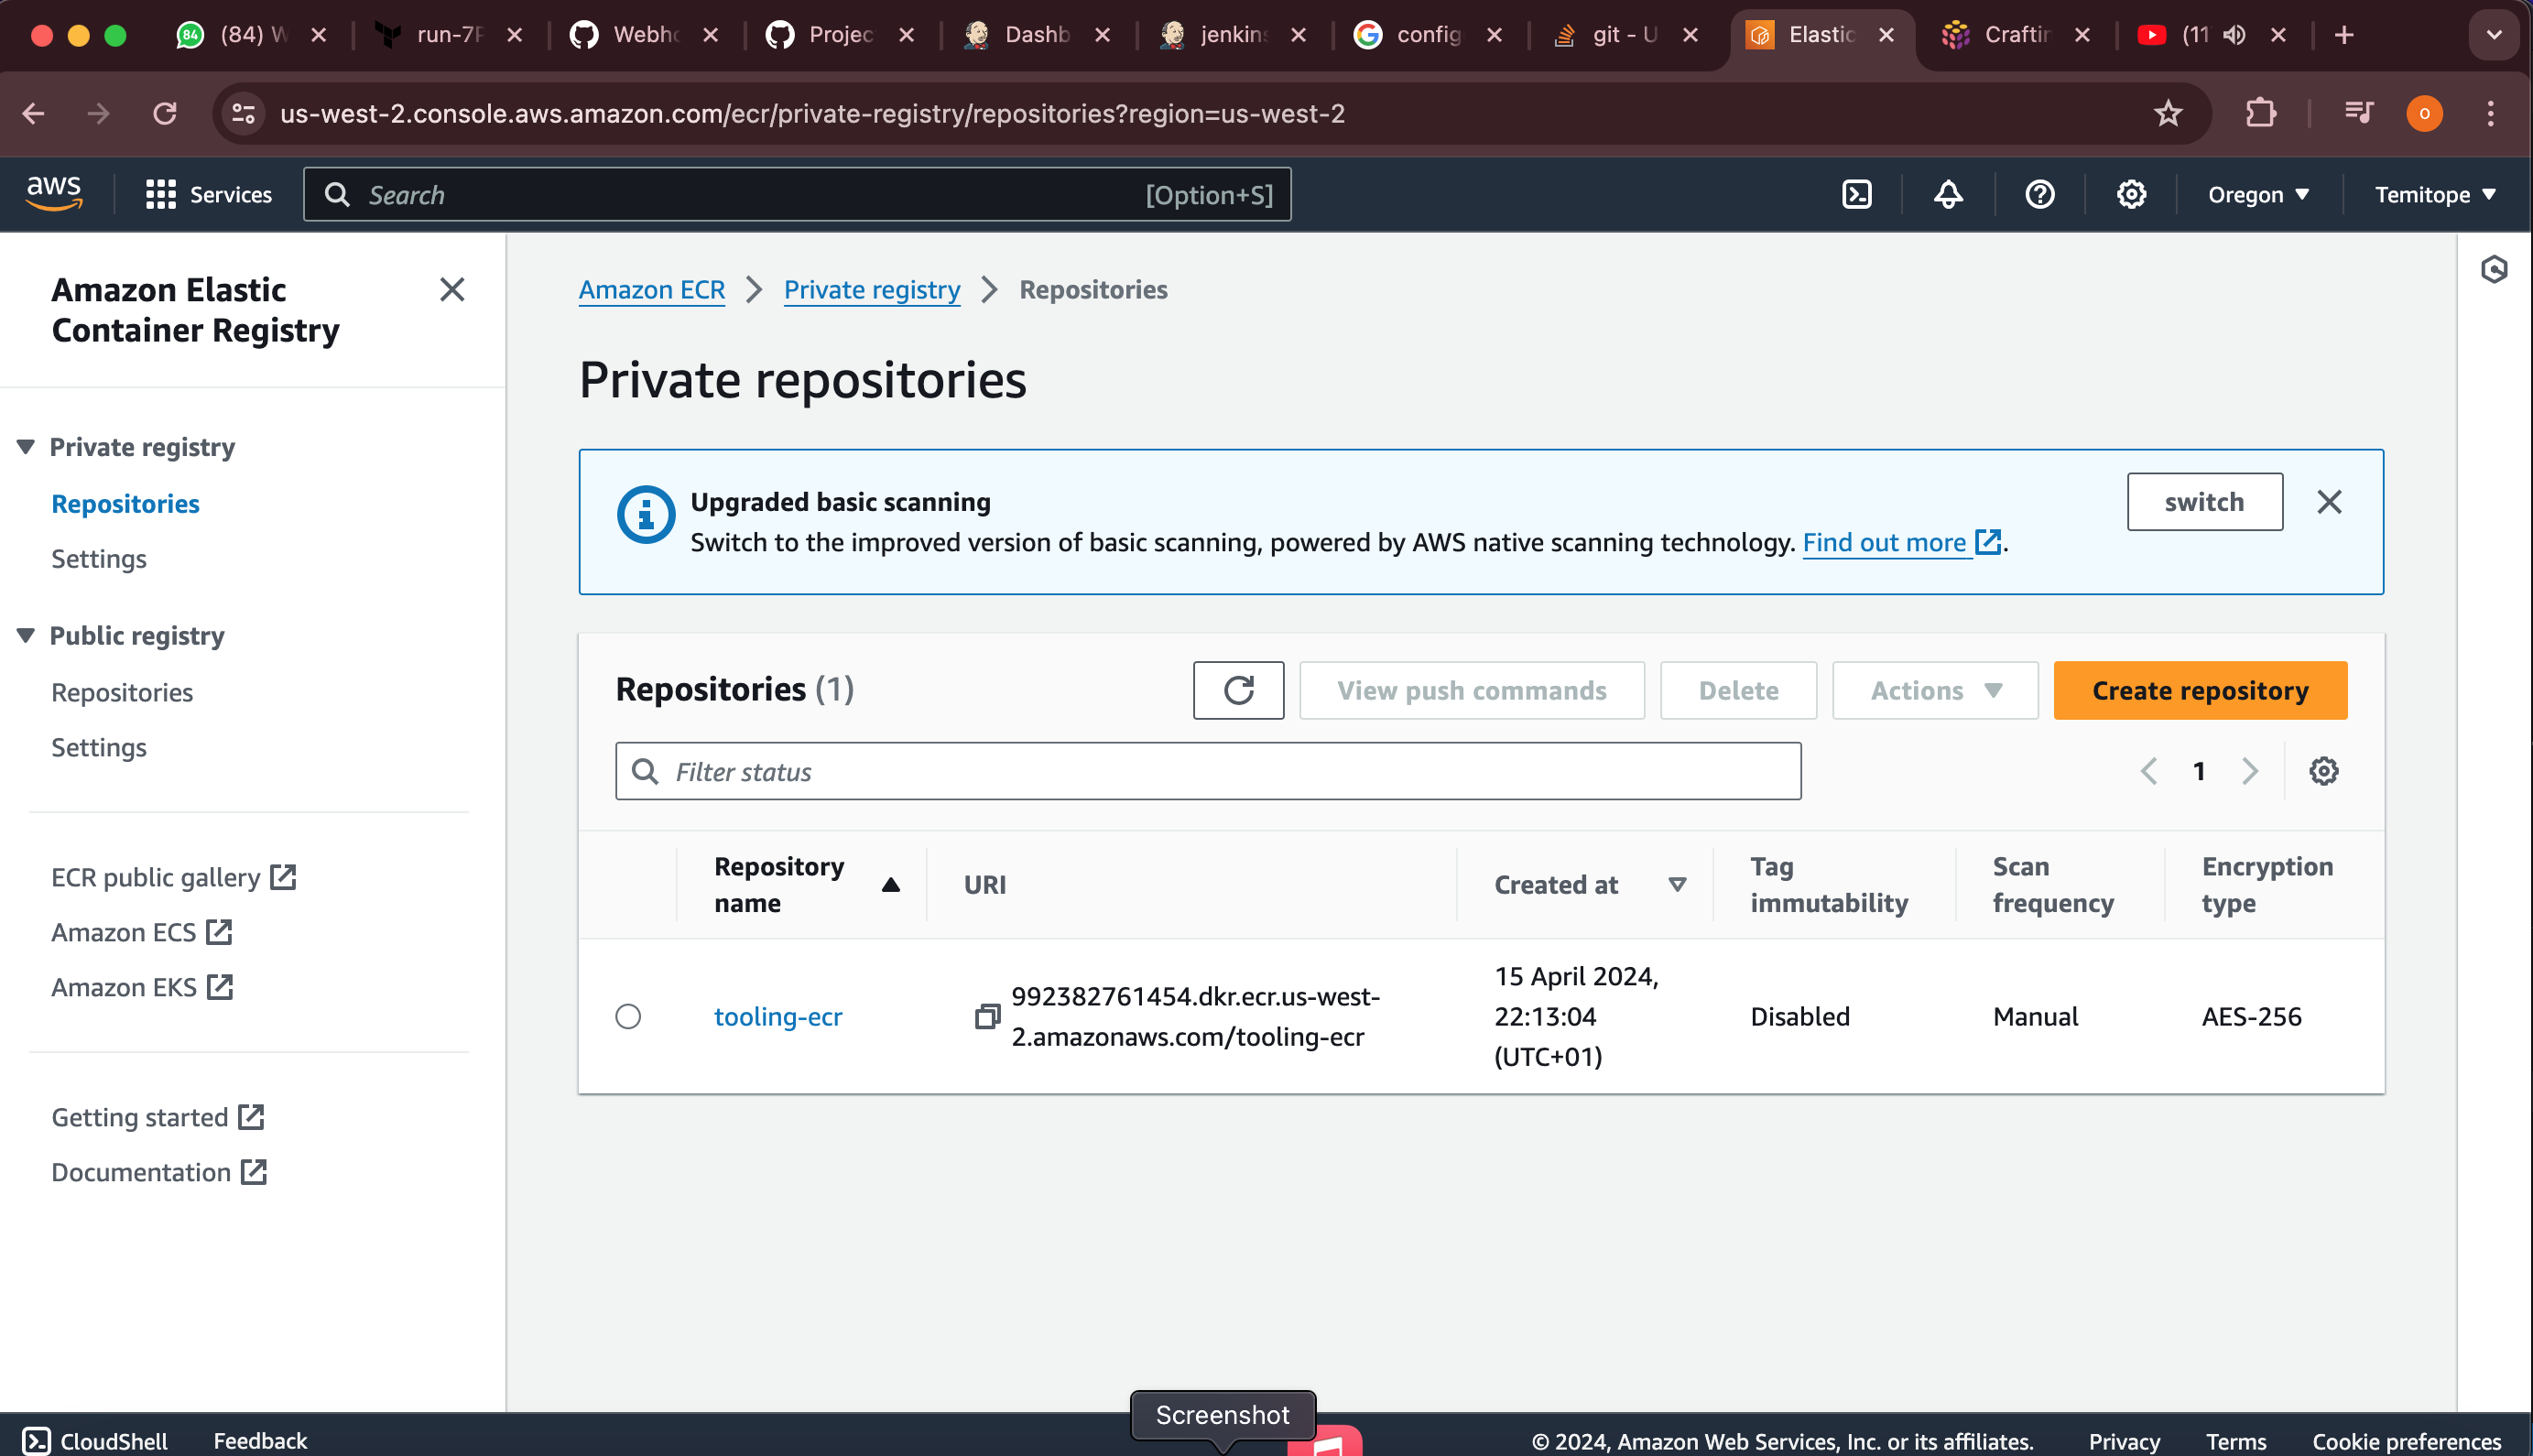 84 (84) W
run-7
Webh
Projec
Dashb
jenkins
config
git - U
Elastic
Craftin
(11
us-west-2.console.aws.amazon.com/ecr/private-registry/repositories?region=us-west-2
O
aws
Services
Search [Option+S]
Oregon
Temitope
Amazon Elastic
Container Registry
Private registry
Repositories
Settings
Public registry
Repositories
Settings
ECR public gallery
Amazon ECS
Amazon EKS
Getting started
Documentation
Amazon ECR > Private registry > Repositories
Private repositories
Upgraded basic scanning
Switch to the improved version of basic scanning, powered by AWS native scanning technology. Find out more.
switch
Repositories (1)
View push commands
Delete
Actions
Create repository
Filter status
1
Repository
name
URI
Created at
Tag
immutability
Scan
frequency
Encryption
type
tooling-ecr
992382761454.dkr.ecr.us-west-
2.amazonaws.com/tooling-ecr
15 April 2024,
22:13:04
(UTC+01)
Disabled
Manual
AES-256
Screenshot
CloudShell
Feedback
© 2024, Amazon Web Services, Inc. or its affiliates.
Privacy
Terms
Cookie preferences